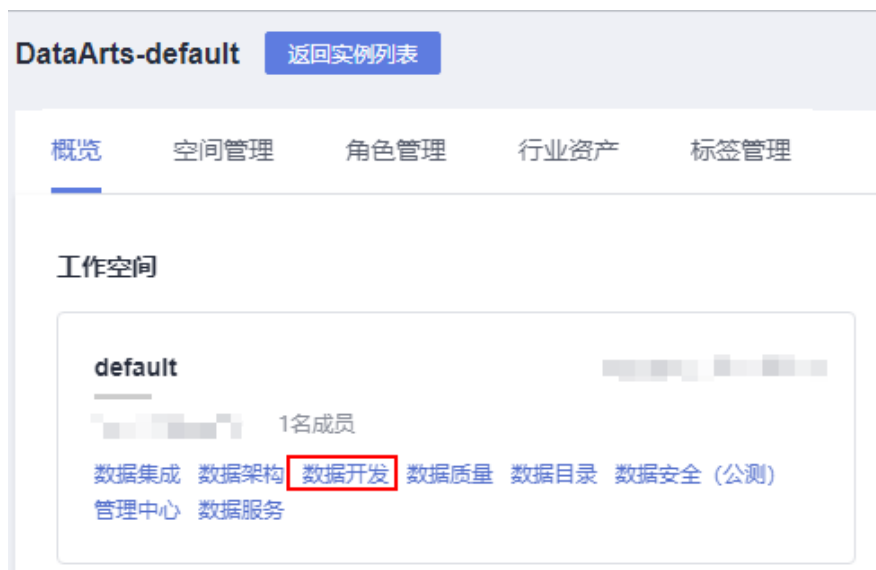 DataArts-default 返回实例列表
概览 空间管理 角色管理 行业资产 标签管理
工作空间
default
1名成员
数据集成 数据架构 数据开发 数据质量 数据目录 数据安全 (公测)
管理中心 数据服务